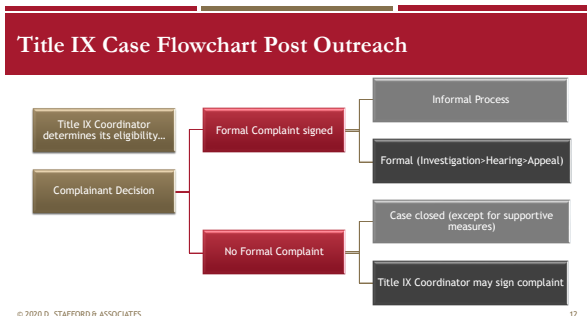 Title IX Case Flowchart Post Outreach
Title IX Coordinator
determines its eligibility…
Complainant Decision
Formal Complaint signed
No Formal Complaint
Informal Process
Formal (Investigation>Hearing>Appeal)
Case closed (except for supportive
measures)
Title IX Coordinator may sign complaint
© 2020 D. STAFFORD & ASSOCIATES
12